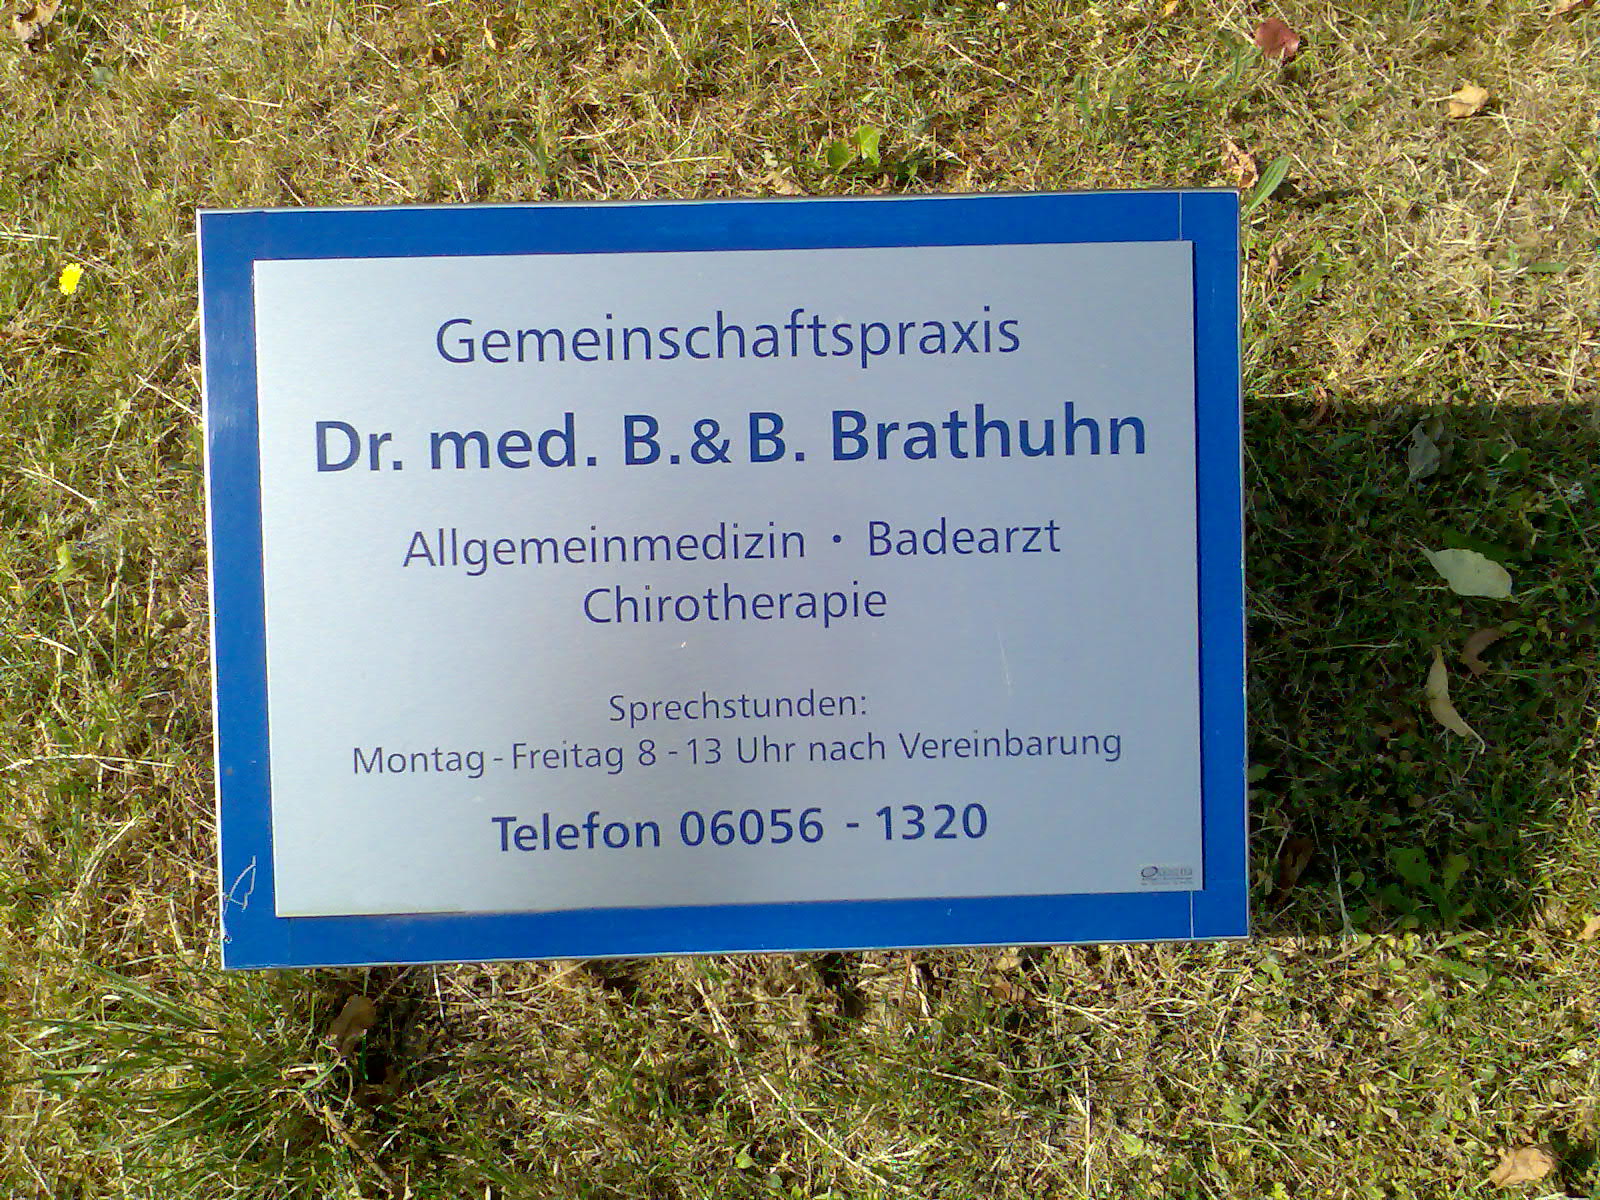 Gemeinschaftspraxis
Dr. med. B. & B. Brathuhn
Allgemeinmedizin · Badearzt
Chirotherapie
Sprechstunden:
Montag - Freitag 8 - 13 Uhr nach Vereinbarung
Telefon 06056 - 1320